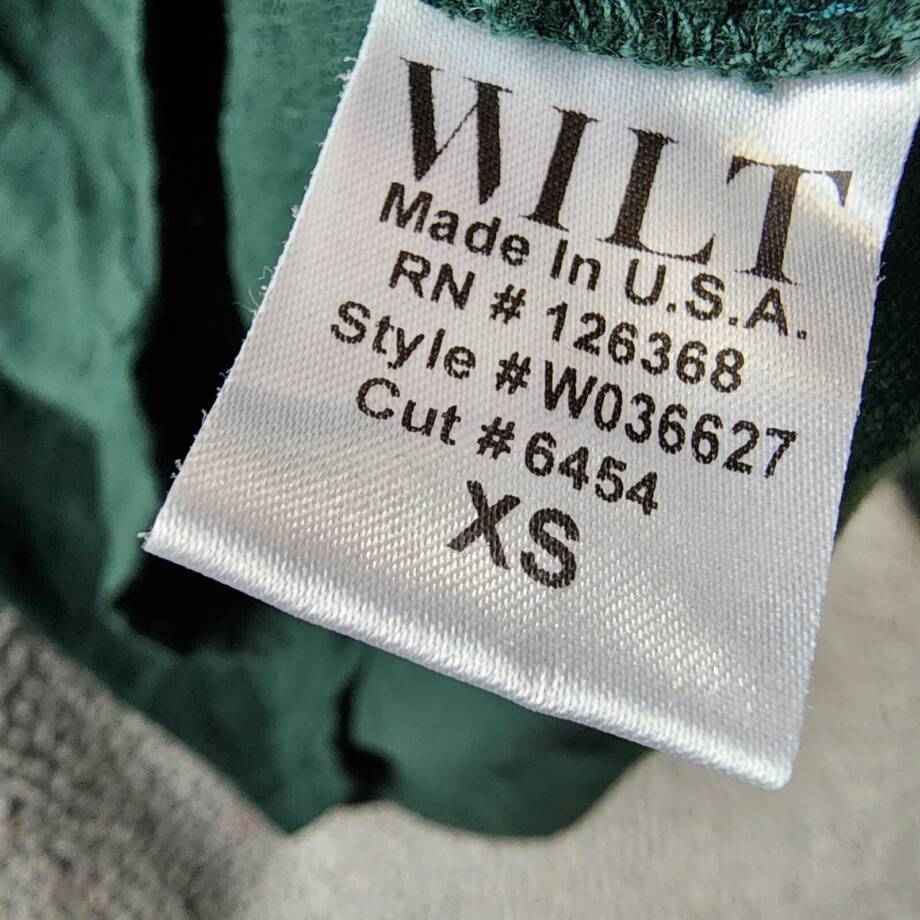 WILT
Made In U.S.A.
RN # 126368
Style #W036627
Cut #6454
XS